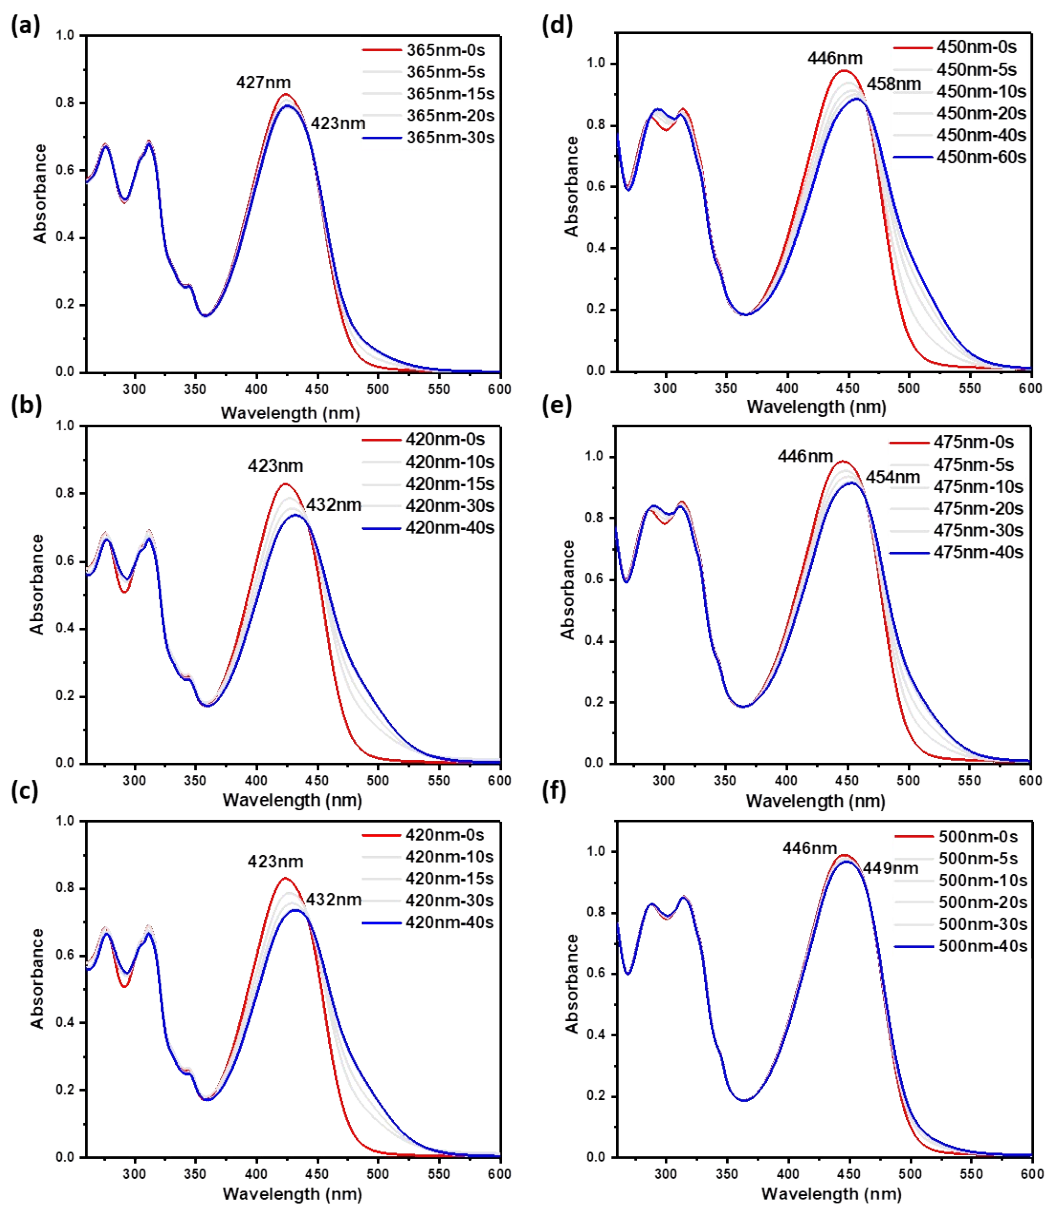 (a)
1.0
0.8
0.6
0.4
0.2
0.0
Absorbance
300
350
400
450
500
550
600
Wavelength (nm)
427nm
423nm
365nm-0s
365nm-5s
365nm-15s
365nm-20s
365nm-30s
(d)
1.0
0.8
0.6
0.4
0.2
0.0
Absorbance
300
350
400
450
500
550
600
Wavelength (nm)
446nm
458nm
450nm-0s
450nm-5s
450nm-10s
450nm-20s
450nm-40s
450nm-60s
(b)
1.0
0.8
0.6
0.4
0.2
0.0
Absorbance
300
350
400
450
500
550
600
Wavelength (nm)
423nm
432nm
420nm-0s
420nm-10s
420nm-15s
420nm-30s
420nm-40s
(e)
1.0
0.8
0.6
0.4
0.2
0.0
Absorbance
300
350
400
450
500
550
600
Wavelength (nm)
446nm
454nm
475nm-0s
475nm-5s
475nm-10s
475nm-20s
475nm-30s
475nm-40s
(c)
1.0
0.8
0.6
0.4
0.2
0.0
Absorbance
300
350
400
450
500
550
600
Wavelength (nm)
423nm
432nm
420nm-0s
420nm-10s
420nm-15s
420nm-30s
420nm-40s
(f)
1.0
0.8
0.6
0.4
0.2
0.0
Absorbance
300
350
400
450
500
550
600
Wavelength (nm)
446nm
449nm
500nm-0s
500nm-5s
500nm-10s
500nm-20s
500nm-30s
500nm-40s